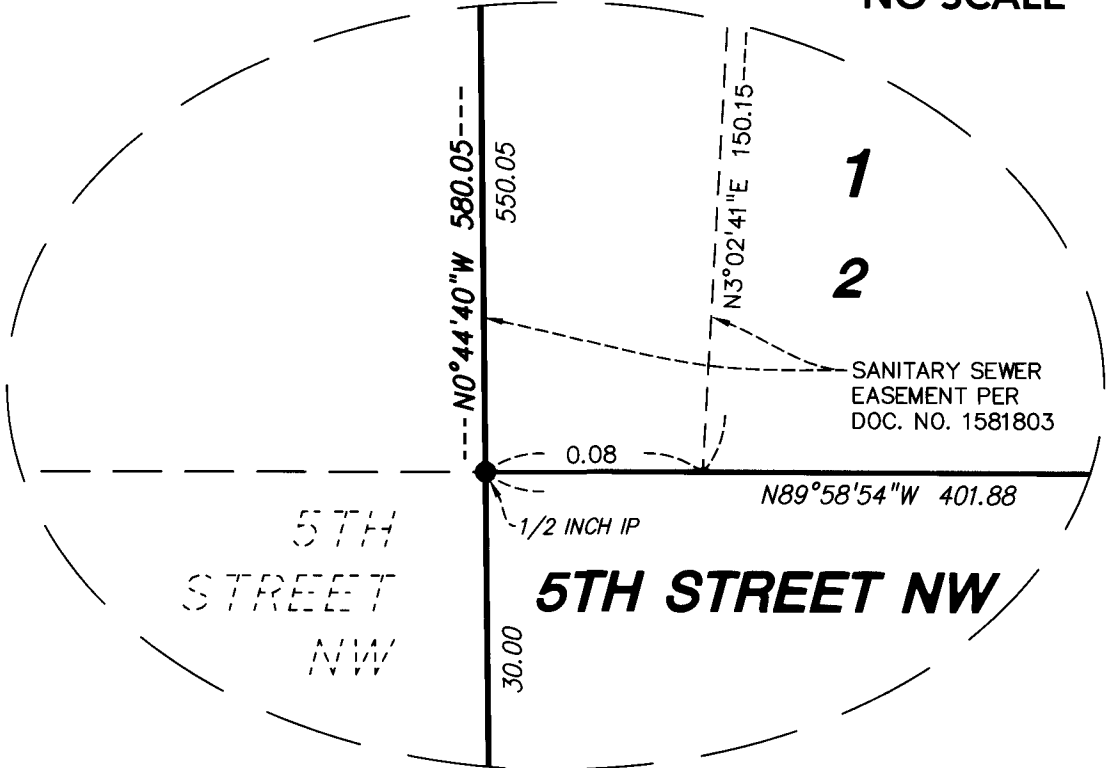 NO SCALE
N0°44'40"W 580.05
550.05
N3°02'41"E 150.15
1
2
SANITARY SEWER
EASEMENT PER
DOC. NO. 1581803
0.08
N89°58'54"W 401.88
1/2 INCH IP
5TH
STREET
NW
5TH STREET NW
30.00